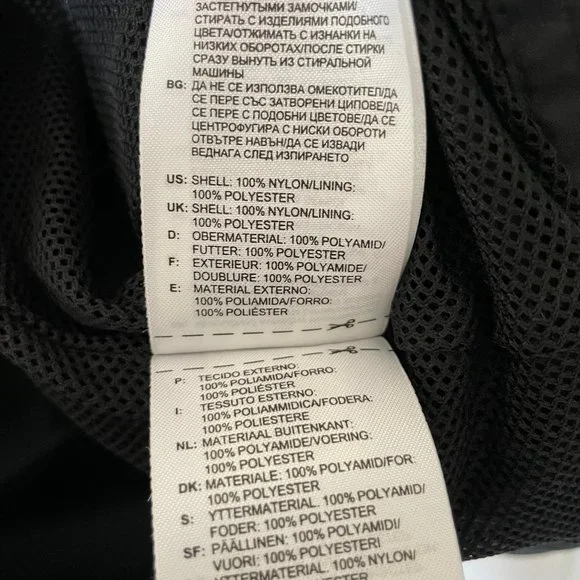 ЗАСТЕГНУТЫМИ ЗАМОЧКАМИ/
СТИРАТЬ С ИЗДЕЛИЯМИ ПОДОБНОГО
ЦВЕТА/ОТЖИМАТЬ С ИЗНАНКИ НА
НИЗКИХ ОБОРОТАХ/ПОСЛЕ СТИРКИ
СРАЗУ ВЫНУТЬ ИЗ СТИРАЛЬНОЙ
МАШИНЫ
BG: ДА НЕ СЕ ИЗПОЛЗВА ОМЕКОТИТЕЛ/ДА
СЕ ПЕРЕ СЪС ЗАТВОРЕНИ ЦИПОВЕ/ДА
СЕ ПЕРЕ С ПОДОБНИ ЦВЕТОВЕ/ДА СЕ
ЦЕНТРОФУГИРА С НИСКИ ОБОРОТИ
ОТВЪТРЕ НАВЪН/ДА СЕ ИЗВАДИ
ВЕДНАГА СЛЕД ИЗПИРАНЕТО
US: SHELL: 100% NYLON/LINING:
100% POLYESTER
UK: SHELL: 100% NYLON/LINING:
100% POLYESTER
D: OBERMATERIAL: 100% POLYAMID/
FUTTER: 100% POLYESTER
F: EXTERIEUR: 100% POLYAMIDE/
DOUBLURE: 100% POLYESTER
E: MATERIAL EXTERNO:
100% POLIAMIDA/FORRO:
100% POLIÉSTER
P: TECIDO EXTERNO:
100% POLIAMIDA/FORRO:
100% POLIÉSTER
I: TESSUTO ESTERNO:
100% POLIAMMIDICA/FODERA:
100% POLIESTERE
NL: MATERIAAL BUITENKANT:
100% POLYAMIDE/VOERING:
100% POLYESTER
DK: MATERIALE: 100% POLYAMID/FOR:
100% POLYESTER
S: YTTERMATERIAL. 100% POLYAMID/
FODER: 100% POLYESTER
SF: PÄÄLLINEN: 100% POLYAMIDI/
VUORI: 100% POLYESTER
YTTERMATERIAL: 100% NYLON/
100% POLYESTER